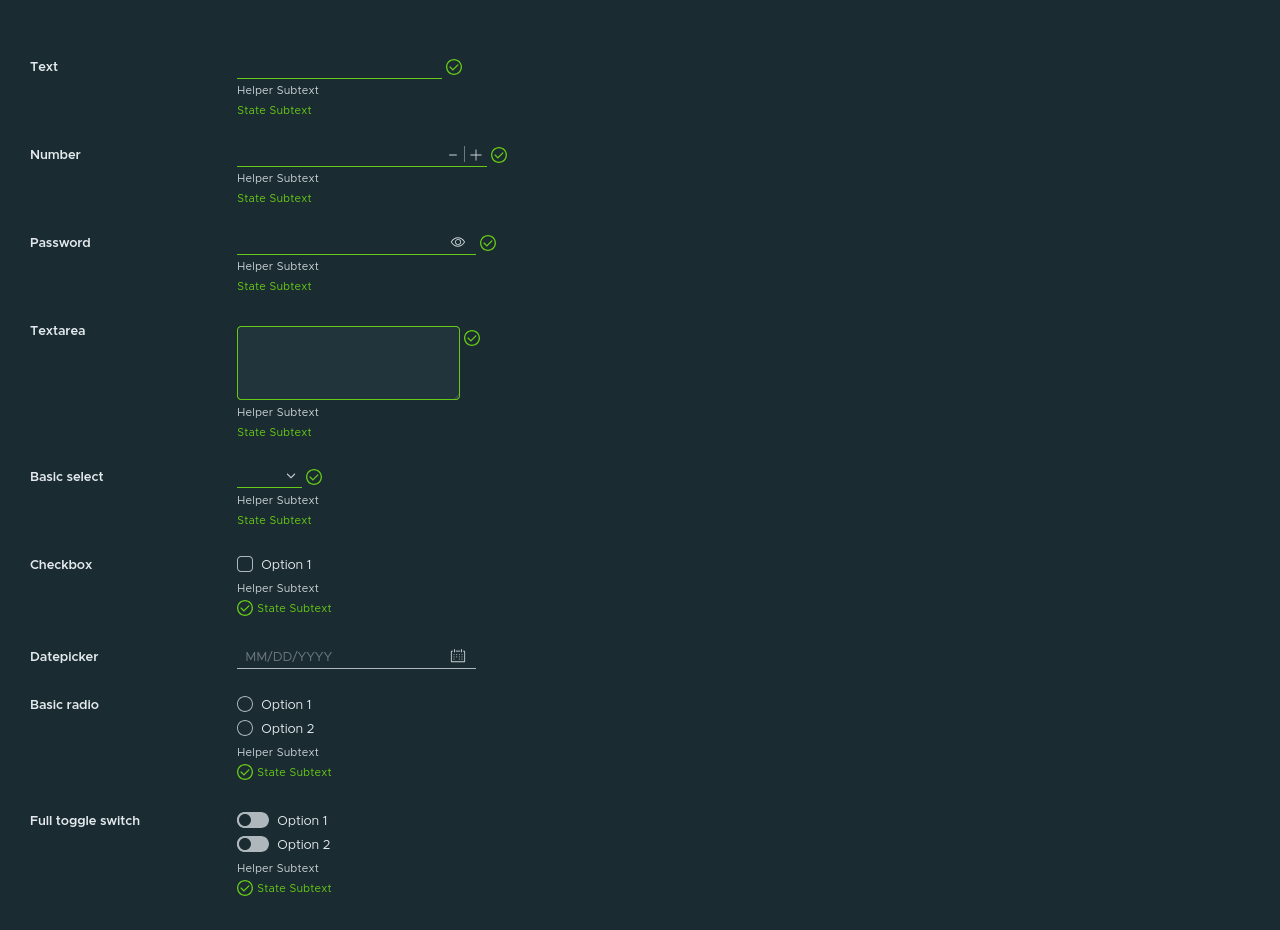 Text
Helper Subtext
State Subtext
Number
Helper Subtext
State Subtext
Password
Helper Subtext
State Subtext
Textarea
Helper Subtext
State Subtext
Basic select
Helper Subtext
State Subtext
Checkbox
Option 1
Helper Subtext
State Subtext
Datepicker
MM/DD/YYYY
Basic radio
Option 1
Option 2
Helper Subtext
State Subtext
Full toggle switch
Option 1
Option 2
Helper Subtext
State Subtext